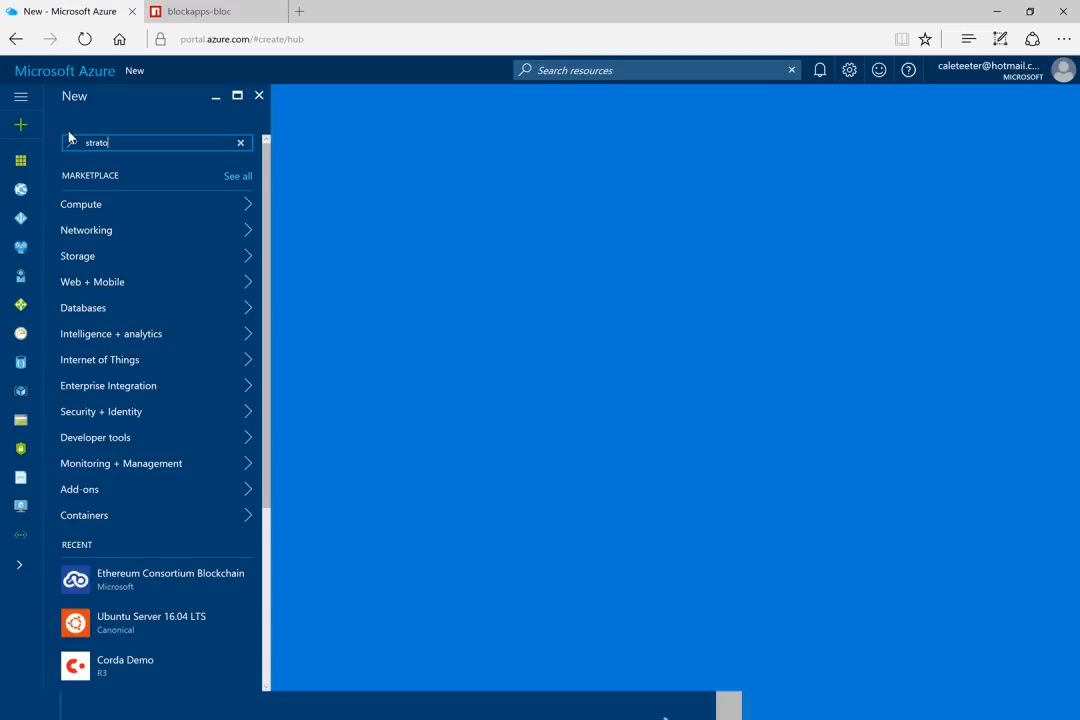 New - Microsoft Azure
blockapps-bloc
portal.azure.com/#create/hub
Microsoft Azure
New
Search resources
caleteeter@hotmail.c...
MICROSOFT
New
strato
MARKETPLACE
See all
Compute
Networking
Storage
Web + Mobile
Databases
Intelligence + analytics
Internet of Things
Enterprise Integration
Security + Identity
Developer tools
Monitoring + Management
Add-ons
Containers
RECENT
Ethereum Consortium Blockchain
Microsoft
Ubuntu Server 16.04 LTS
Canonical
Corda Demo
R3